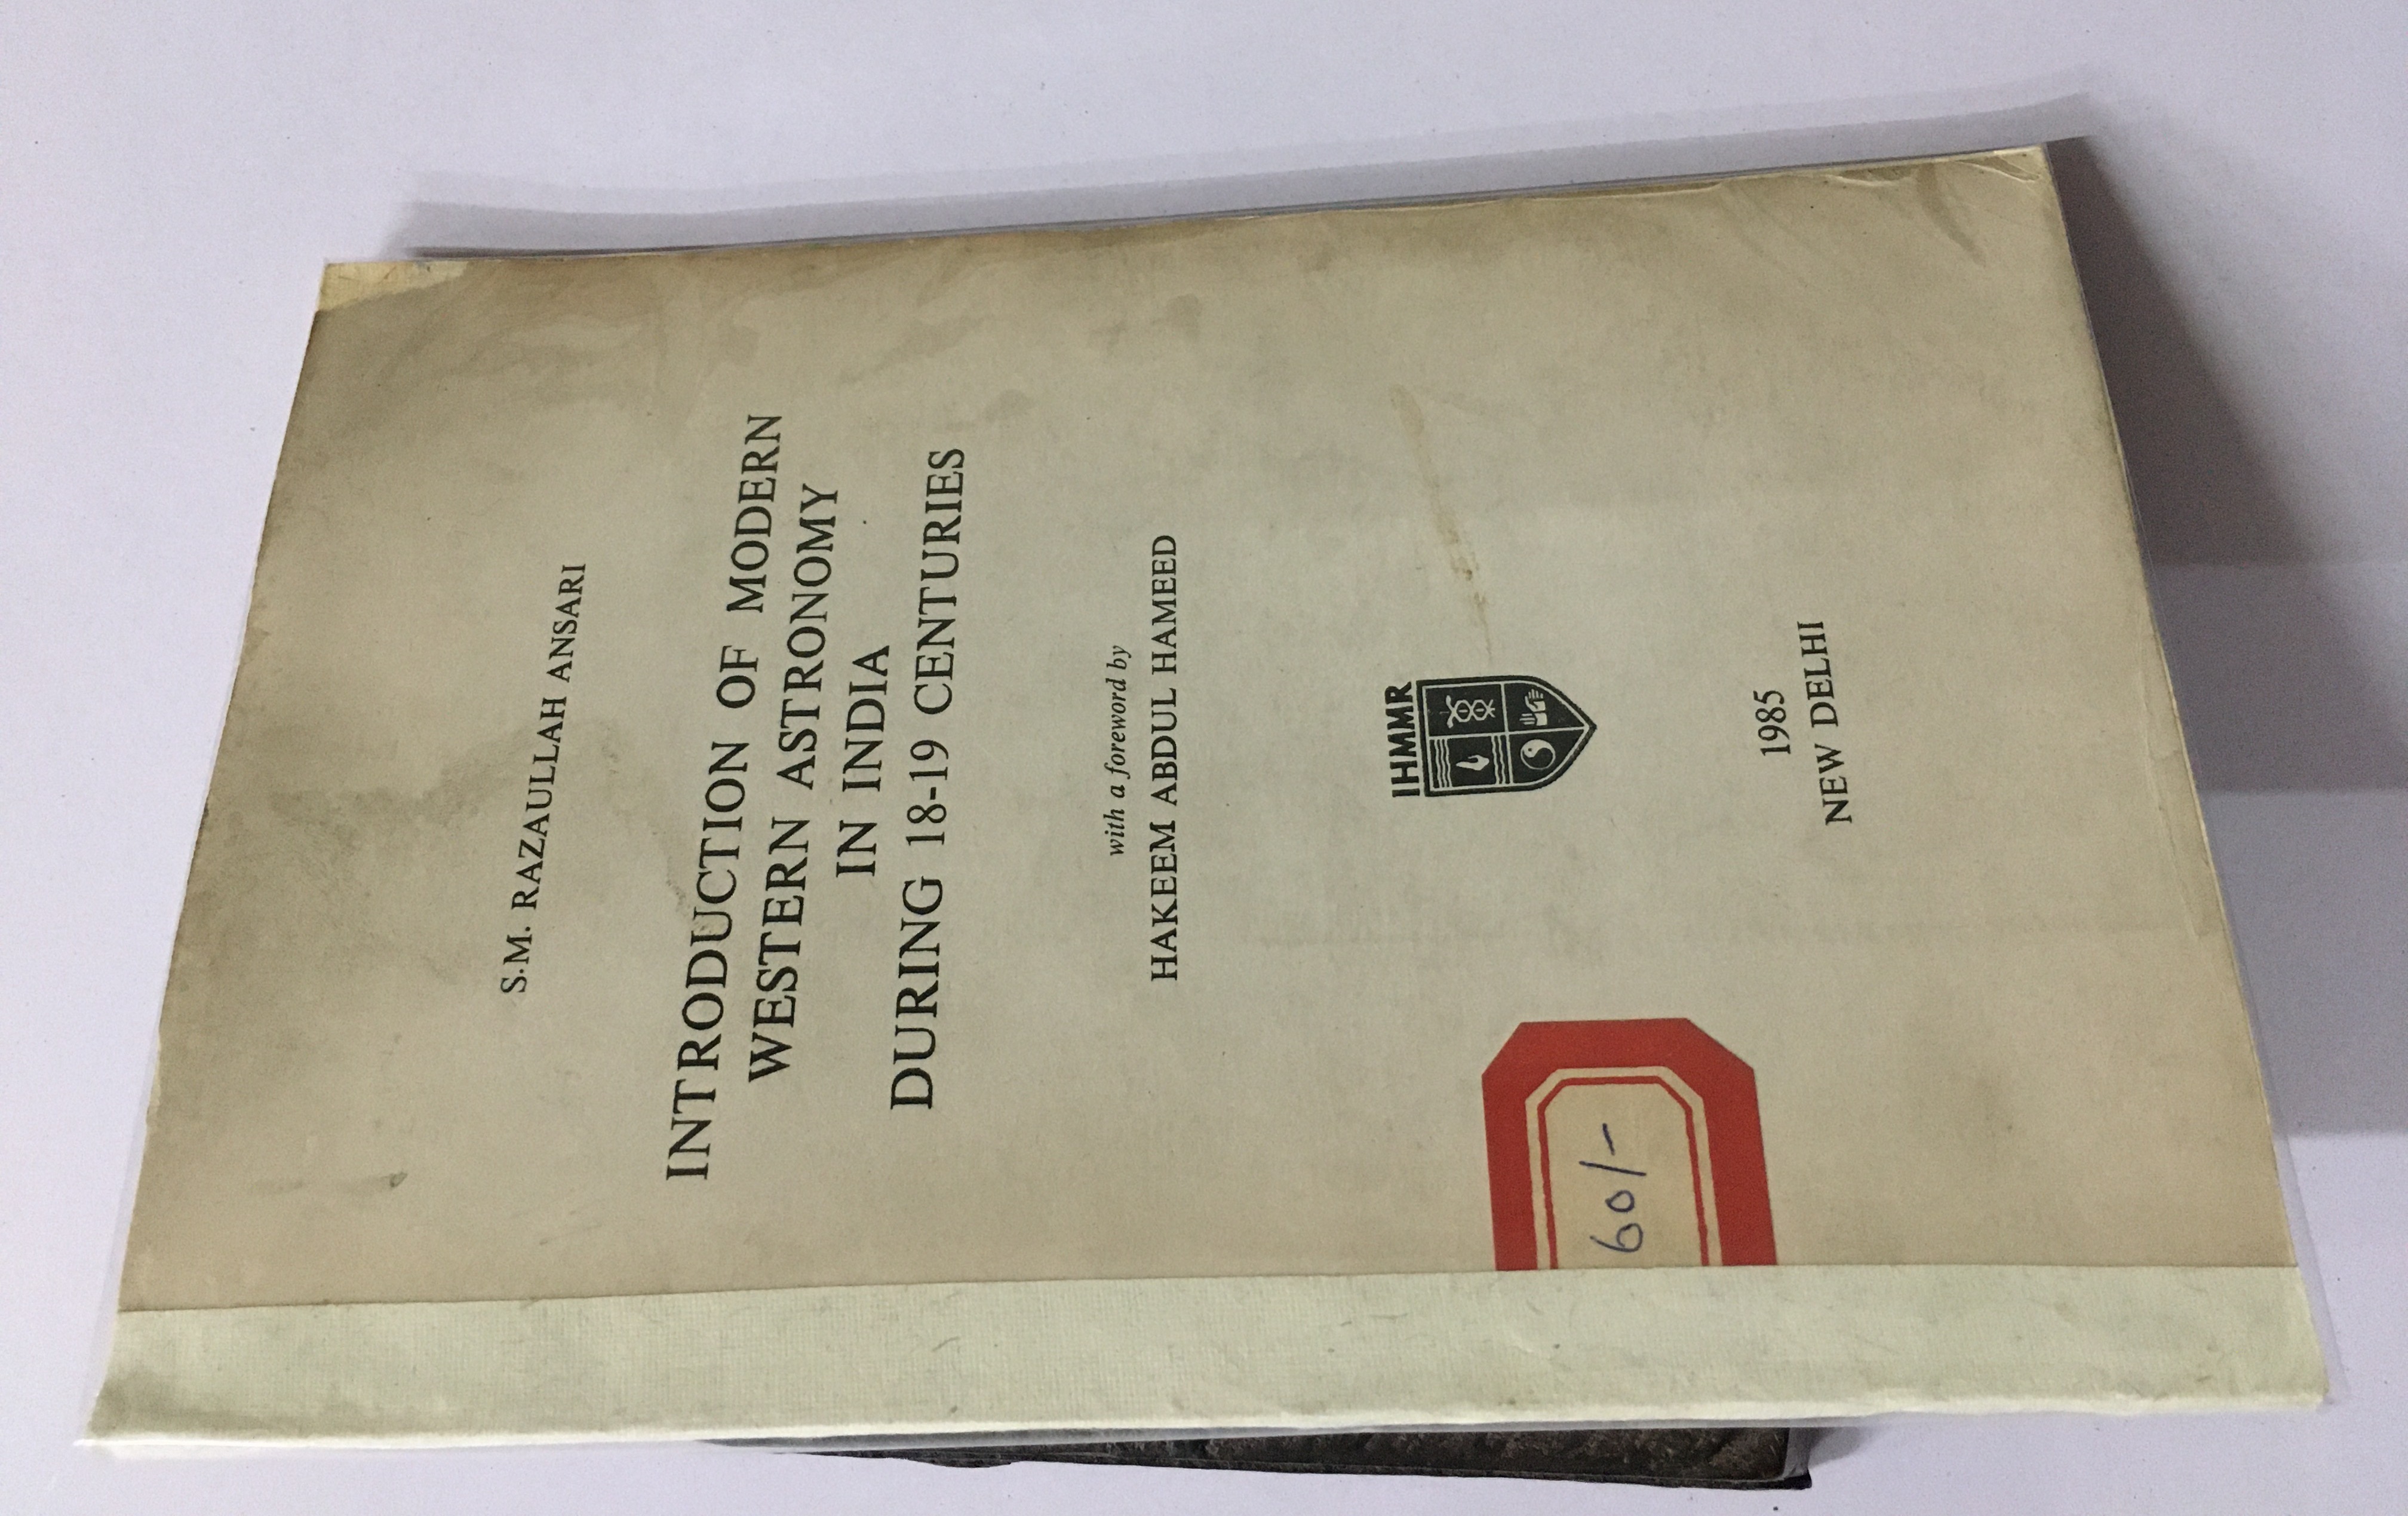 S.M. RAZAULLAH ANSARI
INTRODUCTION OF MODERN
WESTERN ASTRONOMY
IN INDIA
DURING 18-19 CENTURIES
with a foreword by
HAKEEM ABDUL HAMEED
IHMMR
60/-
1985
NEW DELHI